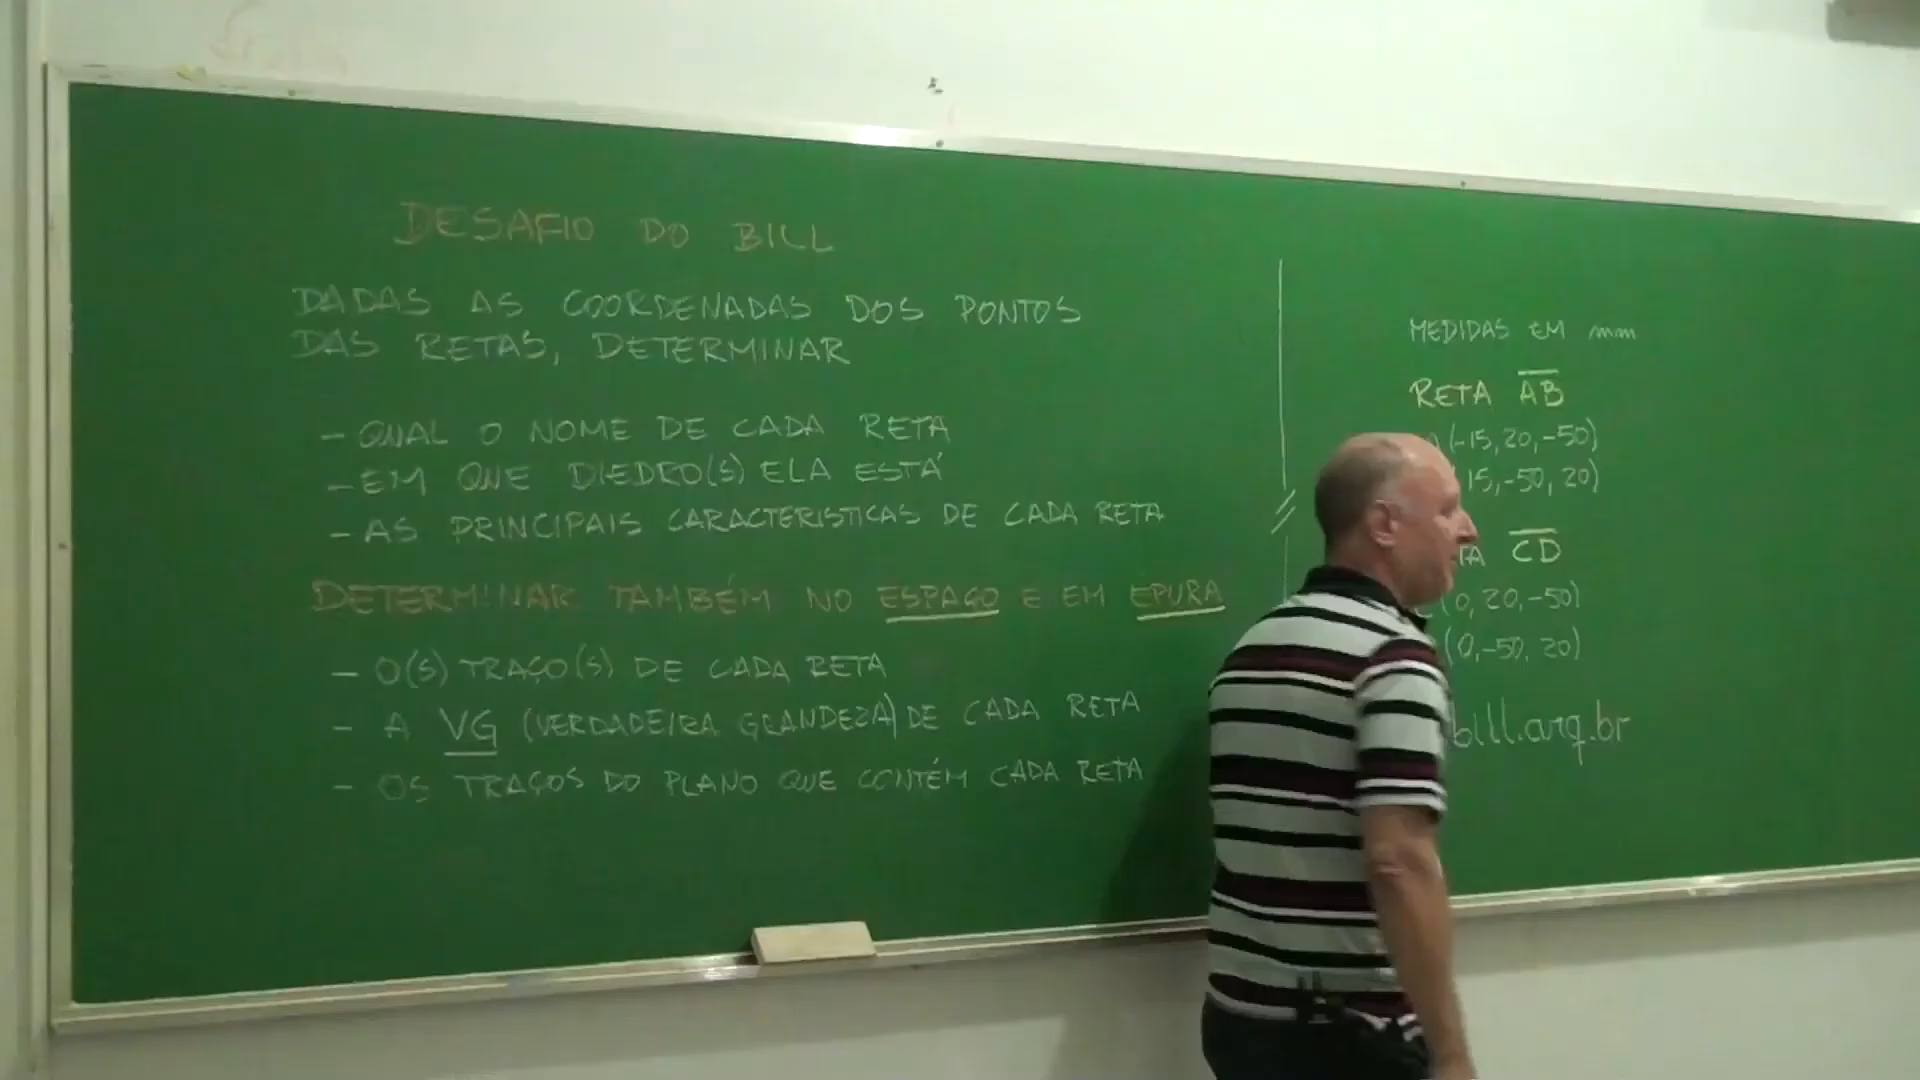 DESAFIO DO BILL
DADAS AS COORDENADAS DOS PONTOS
DAS RETAS, DETERMINAR
- QUAL O NOME DE CADA RETA
- EM QUE DIEDRO(S) ELA ESTÁ
- AS PRINCIPAIS CARACTERISTICAS DE CADA RETA
DETERMINAR TAMBÉM NO ESPAÇO E EM EPURA
- O(S) TRAÇO(S) DE CADA RETA
- A VG (VERDADEIRA GRANDEZA) DE CADA RETA
- OS TRAÇOS DO PLANO QUE CONTÉM CADA RETA
MEDIDAS EM mm
RETA AB
(-15, 20, -50)
15, -50, 20)
TA CD
(0, 20, -50)
(0, -50, 20)
bill.arq.br